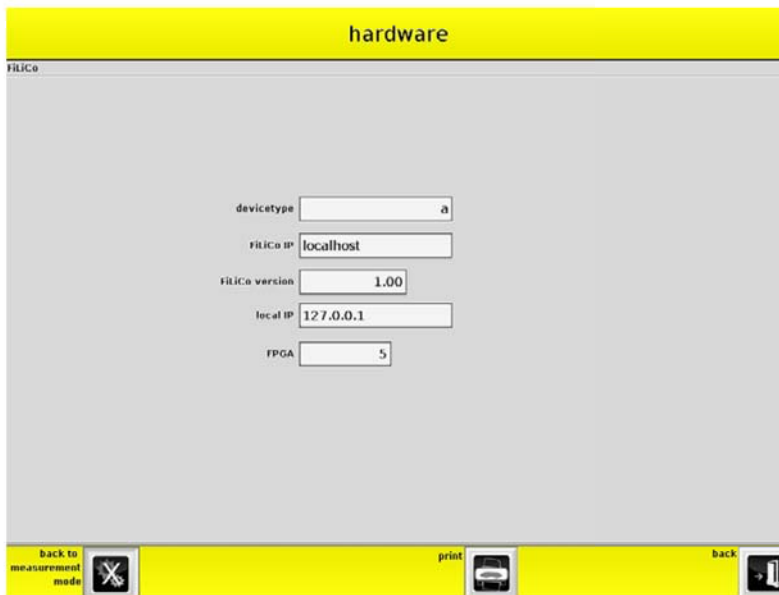 hardware
FiLiCo
devicetype a
FiLiCo IP localhost
FiLiCo version 1.00
local IP 127.0.0.1
FPGA 5
back to
measurement
mode
print
back